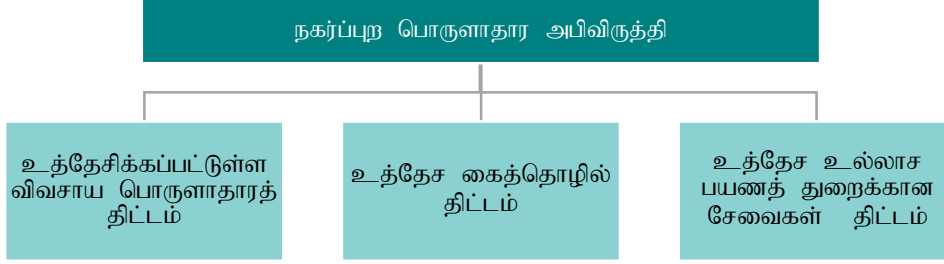 நகர்ப்புற பொருளாதார அபிவிருத்தி
உத்தேசிக்கப்பட்டுள்ள
விவசாய பொருளாதாரத்
திட்டம்
உத்தேச கைத்தொழில்
திட்டம்
உத்தேச உல்லாச
பயணத் துறைக்கான
சேவைகள் திட்டம்